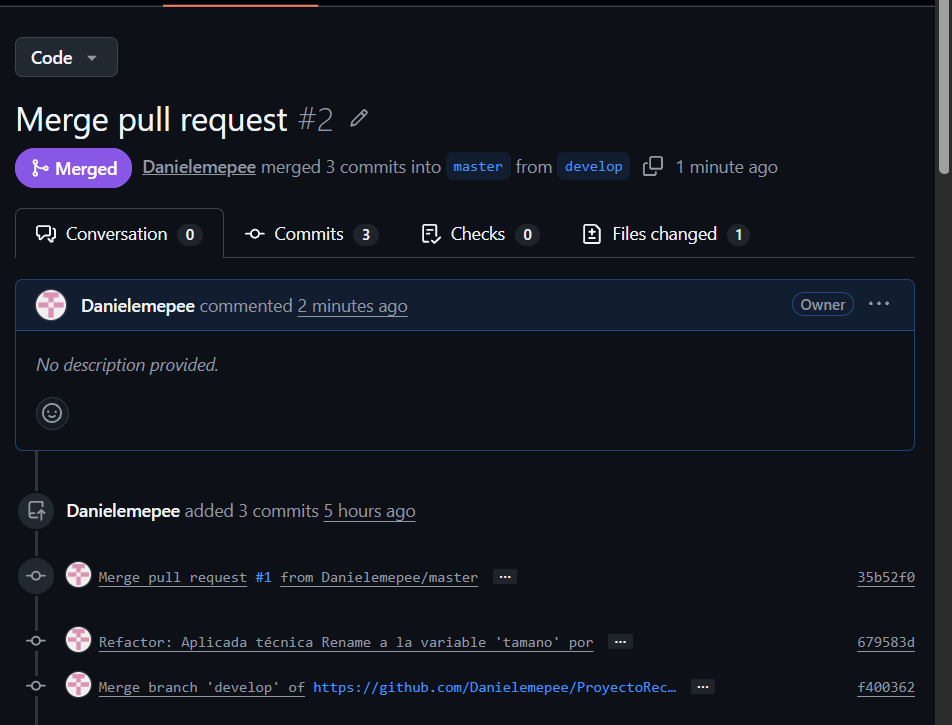 Code
Merge pull request #2
Merged Danielemepee merged 3 commits into master from develop 1 minute ago
Conversation 0 Commits 3 Checks 0 Files changed 1
Danielemepee commented 2 minutes ago Owner ...
No description provided.
Danielemepee added 3 commits 5 hours ago
Merge pull request #1 from Danielemepee/master ... 35b52f0
Refactor: Aplicada técnica Rename a la variable 'tamano' por ... 679583d
Merge branch 'develop' of https://github.com/Danielemepee/ProyectoRec… ... f400362